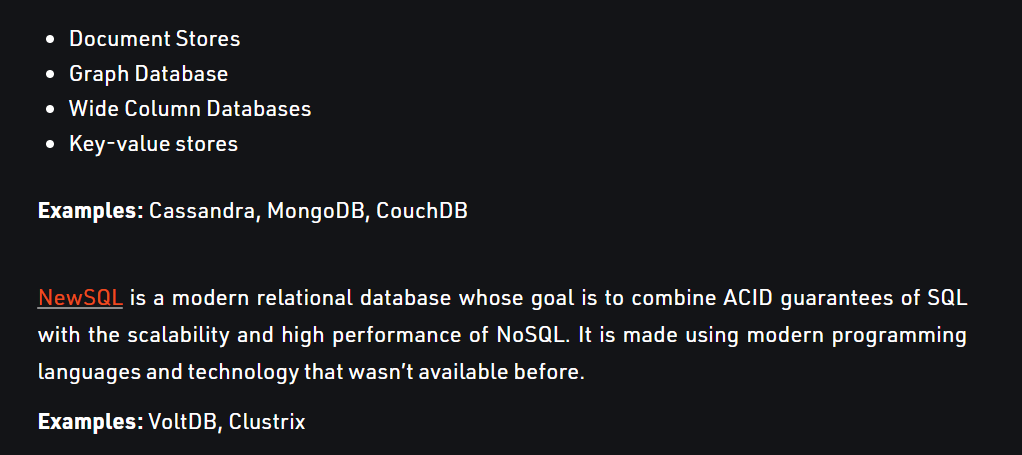 • Document Stores
• Graph Database
• Wide Column Databases
• Key-value stores
Examples: Cassandra, MongoDB, CouchDB
NewSQL is a modern relational database whose goal is to combine ACID guarantees of SQL
with the scalability and high performance of NoSQL. It is made using modern programming
languages and technology that wasn’t available before.
Examples: VoltDB, Clustrix